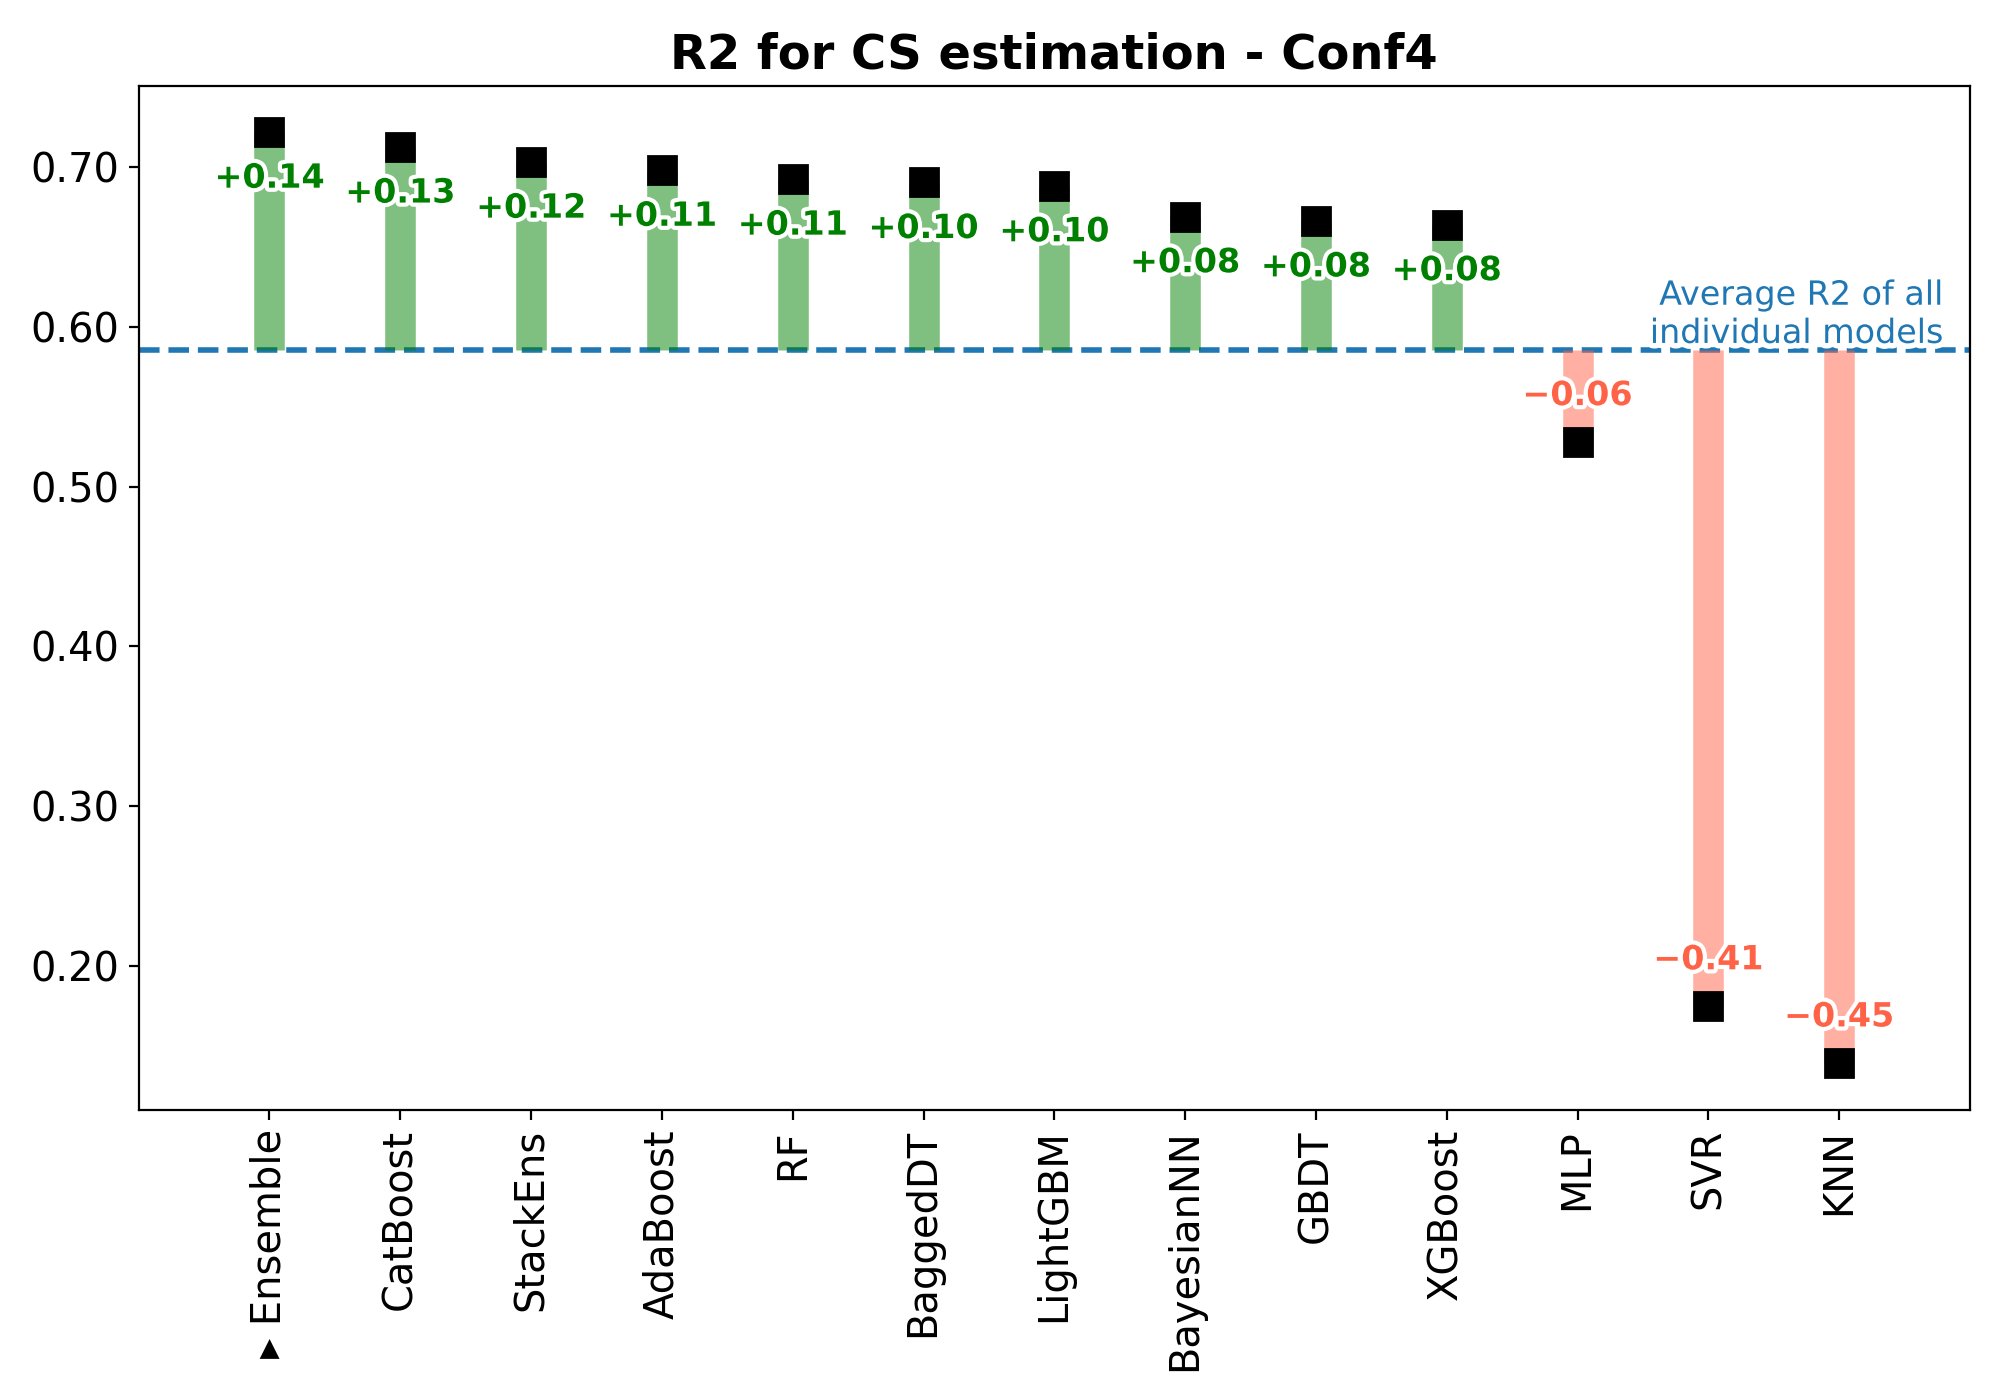 R2 for CS estimation - Conf4
0.70
0.60
0.50
0.40
0.30
0.20
+0.14
+0.13
+0.12
+0.11
+0.11
+0.10
+0.10
+0.08
+0.08
+0.08
Average R2 of all
individual models
−0.06
−0.41
−0.45
► Ensemble
CatBoost
StackEns
AdaBoost
RF
BaggedDT
LightGBM
BayesianNN
GBDT
XGBoost
MLP
SVR
KNN